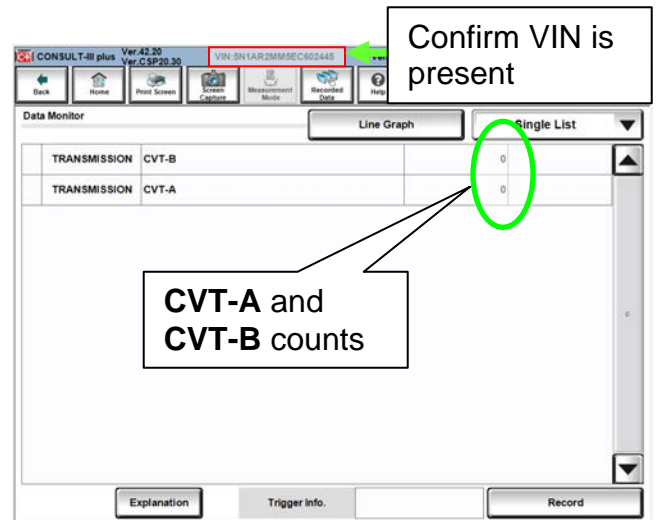 Confirm VIN is
present
CONSULT-III plus Ver.42.20
Ver.CSP20.30
VIN:5N1AR2MM5EC602445
Back Home Print Screen Screen Capture Measurement Mode Recorded Data Help
Data Monitor
Line Graph Single List
TRANSMISSION CVT-B 0
TRANSMISSION CVT-A 0
CVT-A and
CVT-B counts
Explanation Trigger Info. Record